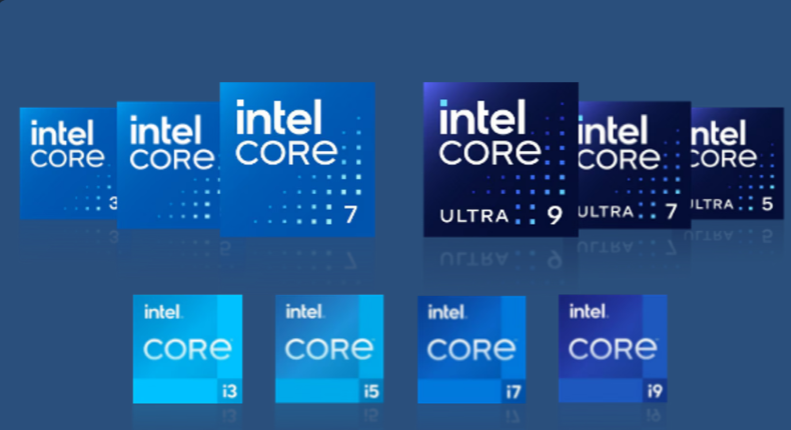 intel
CORE
3
intel
CORE
intel
CORE
7
intel
CORE
ULTRA 9
intel
CORE
ULTRA 7
intel
CORE
ULTRA 5
intel.
CORE
i3
intel.
CORE
i5
intel.
CORE
i7
intel.
CORE
i9